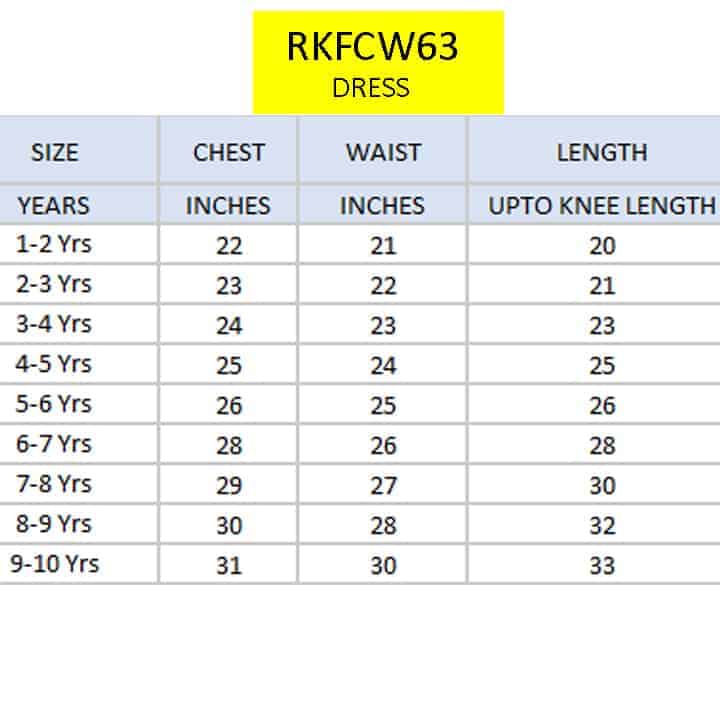 RKFCW63
DRESS
SIZE CHEST WAIST LENGTH
YEARS INCHES INCHES UPTO KNEE LENGTH
1-2 Yrs 22 21 20
2-3 Yrs 23 22 21
3-4 Yrs 24 23 23
4-5 Yrs 25 24 25
5-6 Yrs 26 25 26
6-7 Yrs 28 26 28
7-8 Yrs 29 27 30
8-9 Yrs 30 28 32
9-10 Yrs 31 30 33